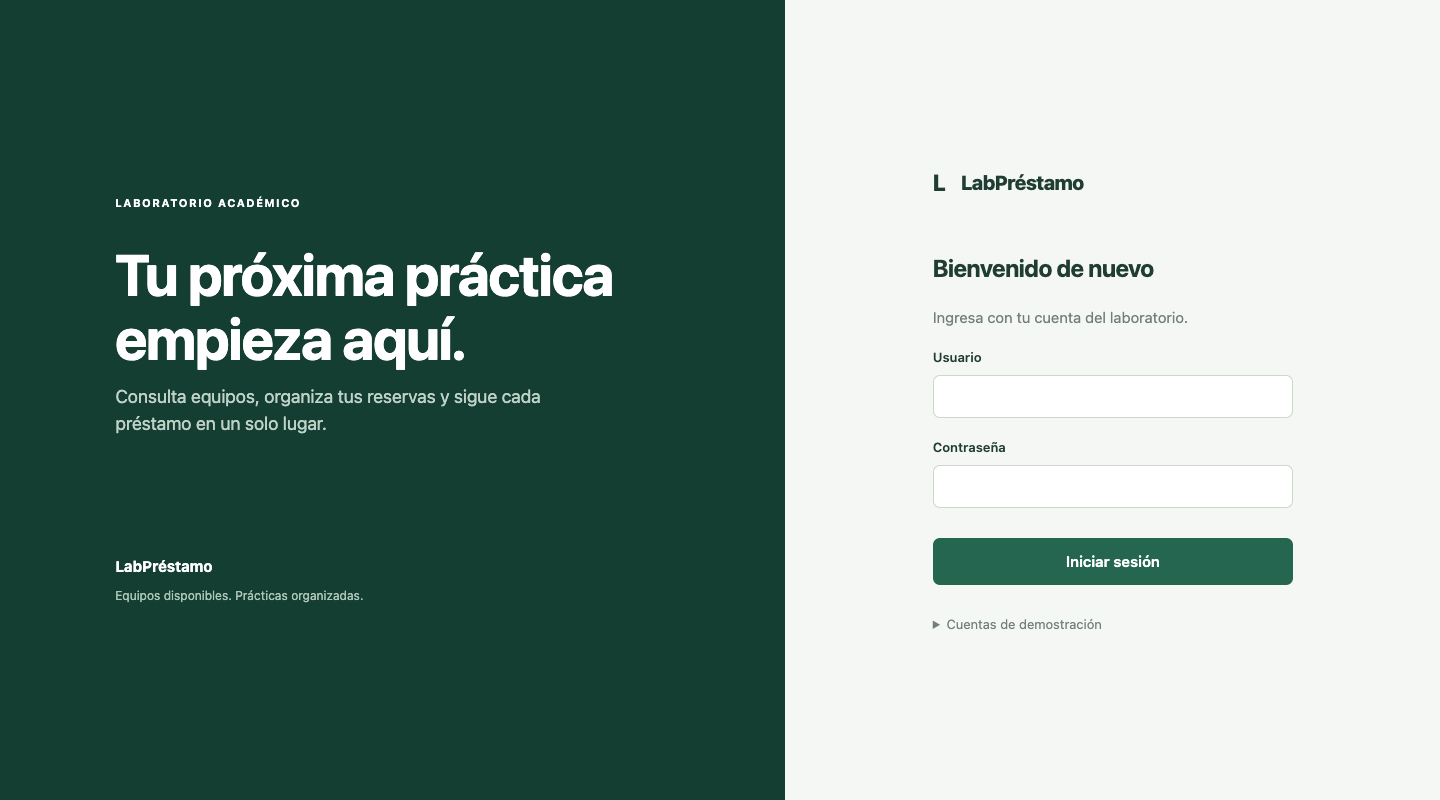 LABORATORIO ACADÉMICO
Tu próxima práctica
empieza aquí.
Consulta equipos, organiza tus reservas y sigue cada
préstamo en un solo lugar.
LabPréstamo
Equipos disponibles. Prácticas organizadas.
L LabPréstamo
Bienvenido de nuevo
Ingresa con tu cuenta del laboratorio.
Usuario
Contraseña
Iniciar sesión
Cuentas de demostración